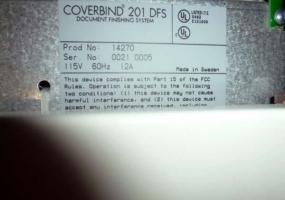 COVERBIND® 201 DFS
DOCUMENT FINISHING SYSTEM
Prod No: 14270
Ser. No: 0021 0005
115V 60Hz 12A
Made in Sweden
This device complies with Part 15 of the FCC
Rules. Operation is subject to the following
two conditions: (1) this device may not cause
harmful interference, and (2) this device must
accept any interference received, including
UL
LISTED
UL